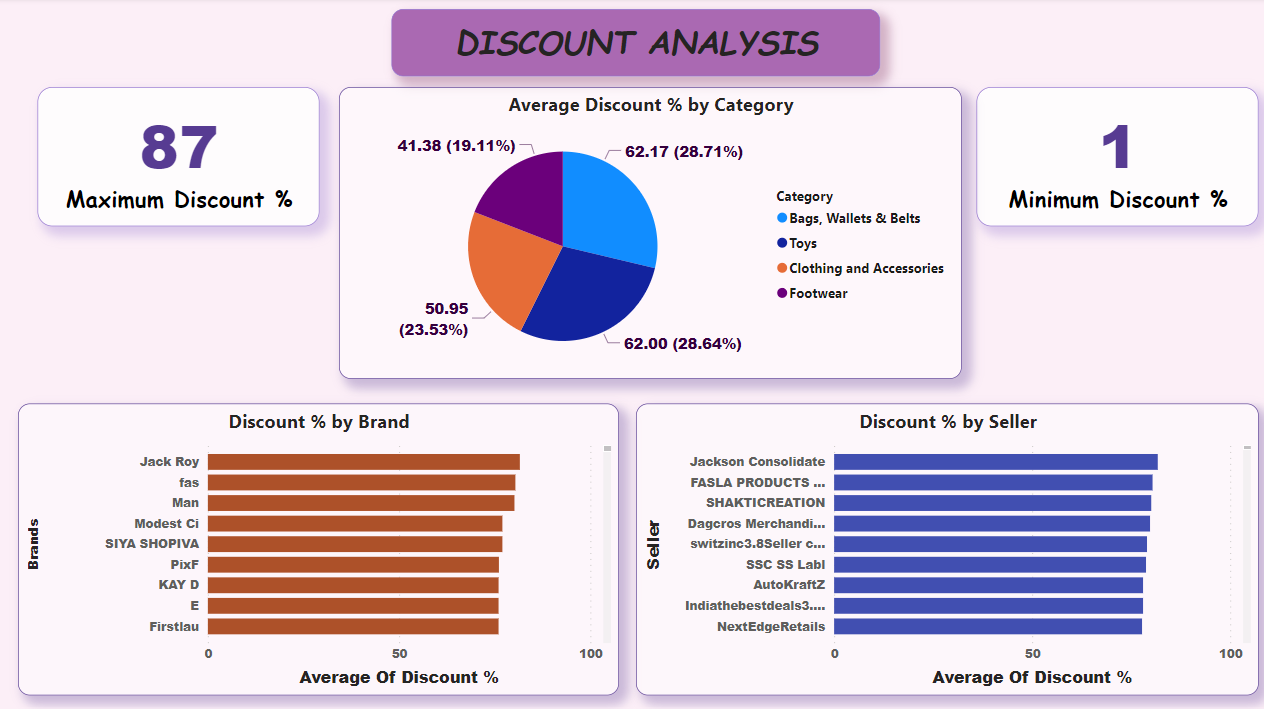 DISCOUNT ANALYSIS
87
Maximum Discount %
Average Discount % by Category
41.38 (19.11%)
62.17 (28.71%)
50.95
(23.53%)
62.00 (28.64%)
Category
Bags, Wallets & Belts
Toys
Clothing and Accessories
Footwear
1
Minimum Discount %
Discount % by Brand
Brands
Jack Roy
fas
Man
Modest Ci
SIYA SHOPIVA
PixF
KAY D
E
Firstlau
0 50 100
Average Of Discount %
Discount % by Seller
Seller
Jackson Consolidate
FASLA PRODUCTS ...
SHAKTICREATION
Dagcros Merchandi...
switzinc3.8Seller c...
SSC SS Labl
AutoKraftZ
Indiathebestdeals3....
NextEdgeRetails
0 50 100
Average Of Discount %